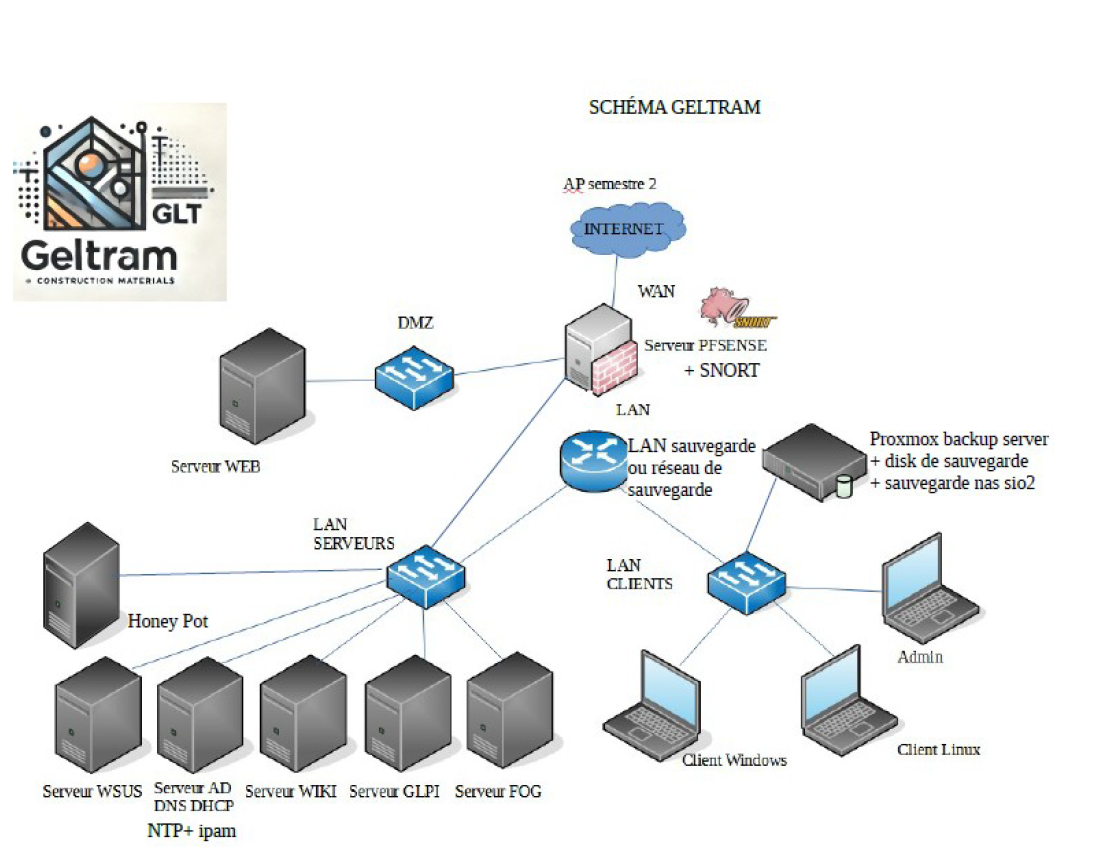 SCHÉMA GELTRAM
GLT
Geltram
CONSTRUCTION MATERIALS
AP semestre 2
INTERNET
WAN
SNORT
DMZ
Serveur PFSENSE
+ SNORT
LAN
Serveur WEB
LAN sauvegarde
ou réseau de
sauvegarde
Proxmox backup server
+ disk de sauvegarde
+ sauvegarde nas sio2
LAN
SERVEURS
LAN
CLIENTS
Honey Pot
Admin
Client Windows
Client Linux
Serveur WSUS
Serveur AD
DNS DHCP
NTP+ ipam
Serveur WIKI
Serveur GLPI
Serveur FOG